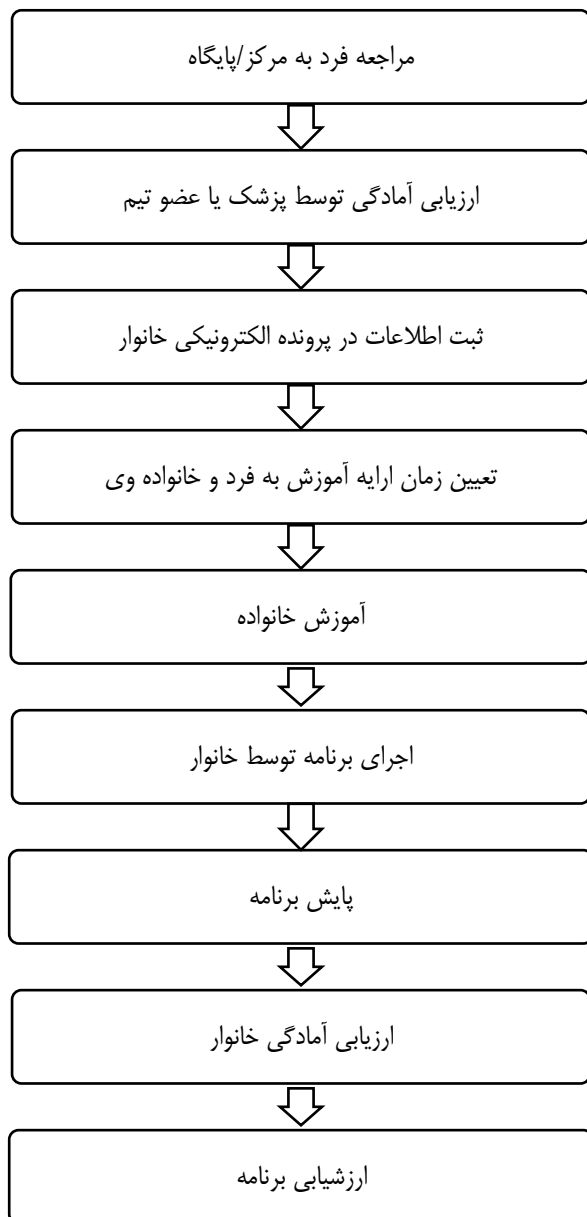 مراجعه فرد به مرکز/پایگاه
ارزیابی آمادگی توسط پزشک یا عضو تیم
ثبت اطلاعات در پرونده الکترونیکی خانوار
تعیین زمان ارایه آموزش به فرد و خانواده وی
آموزش خانواده
اجرای برنامه توسط خانوار
پایش برنامه
ارزیابی آمادگی خانوار
ارزشیابی برنامه